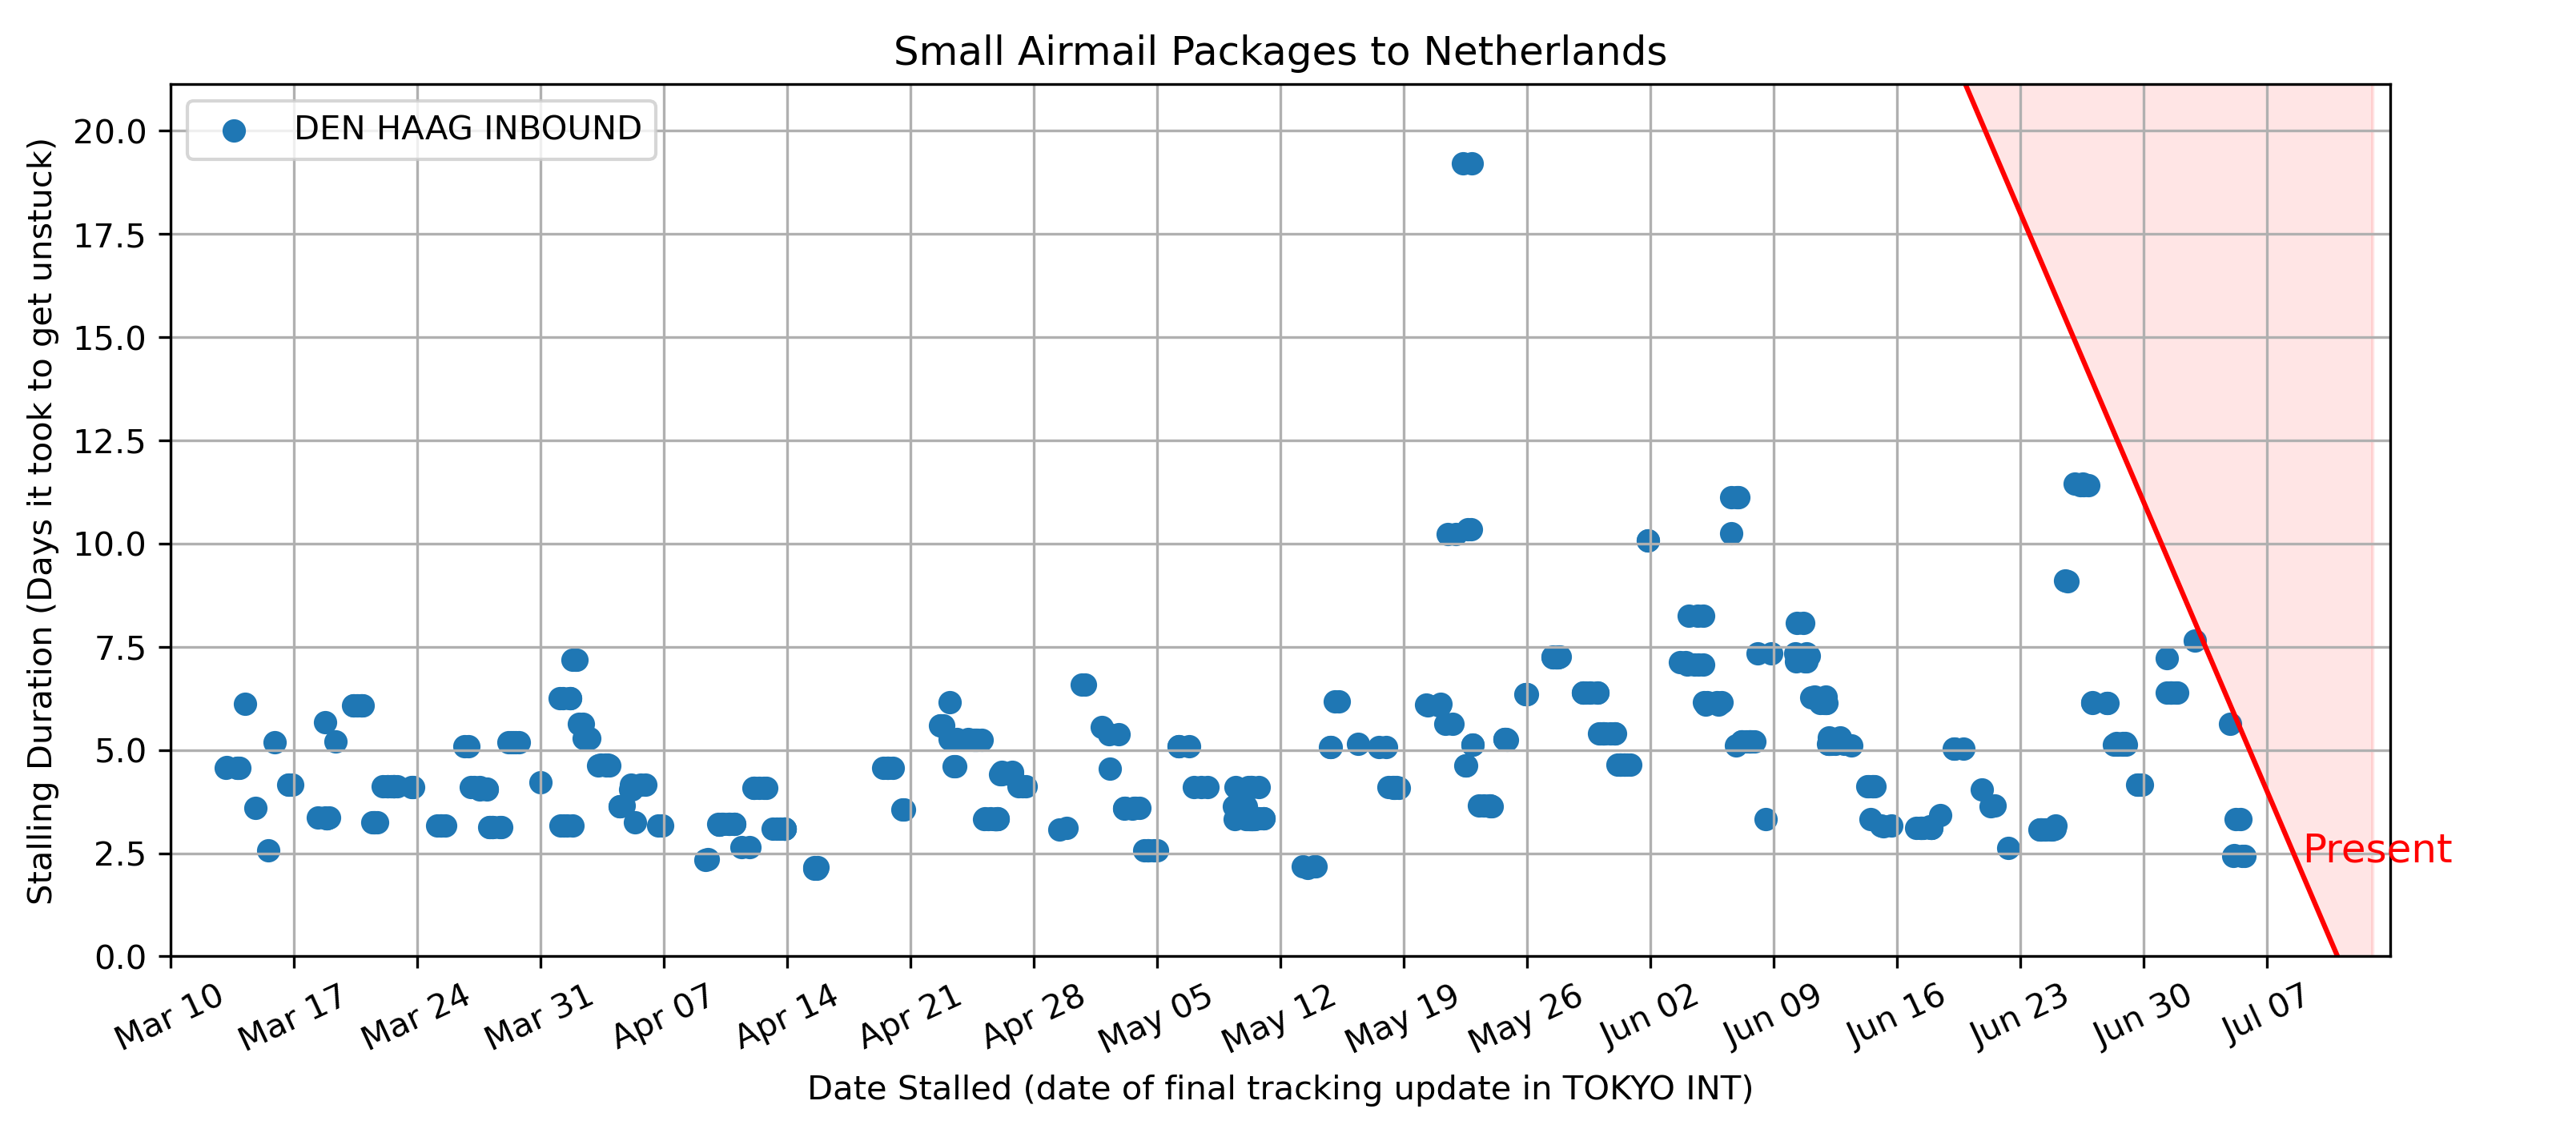 Small Airmail Packages to Netherlands
DEN HAAG INBOUND
Stalling Duration (Days it took to get unstuck)
20.0
17.5
15.0
12.5
10.0
7.5
5.0
2.5
0.0
Present
Mar 10
Mar 17
Mar 24
Mar 31
Apr 07
Apr 14
Apr 21
Apr 28
May 05
May 12
May 19
May 26
Jun 02
Jun 09
Jun 16
Jun 23
Jun 30
Jul 07
Date Stalled (date of final tracking update in TOKYO INT)